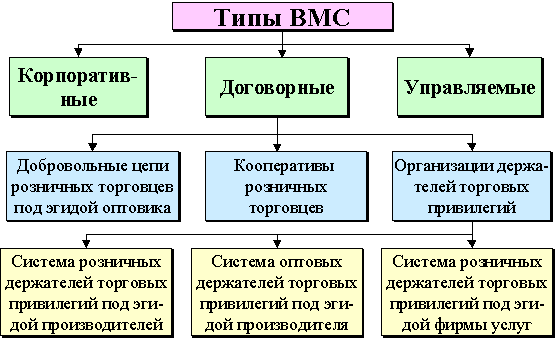 Типы ВМС
Корпоратив-
ные
Договорные
Управляемые
Добровольные цепи
розничных торговцев
под эгидой оптовика
Кооперативы
розничных
торговцев
Организации держа-
телей торговых
привилегий
Система розничных
держателей торговых
привилегий под эги-
дой производителей
Система оптовых
держателей торговых
привилегий под эги-
дой производителя
Система розничных
держателей торговых
привилегий под эги-
дой фирмы услуг